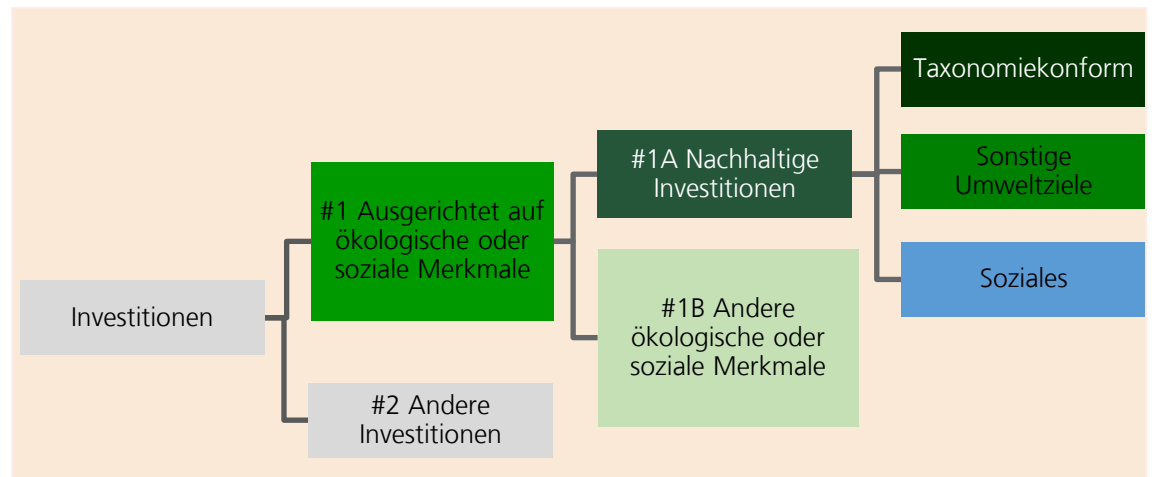 Investitionen
#1 Ausgerichtet auf
ökologische oder
soziale Merkmale
#2 Andere
Investitionen
#1A Nachhaltige
Investitionen
#1B Andere
ökologische oder
soziale Merkmale
Taxonomiekonform
Sonstige
Umweltziele
Soziales